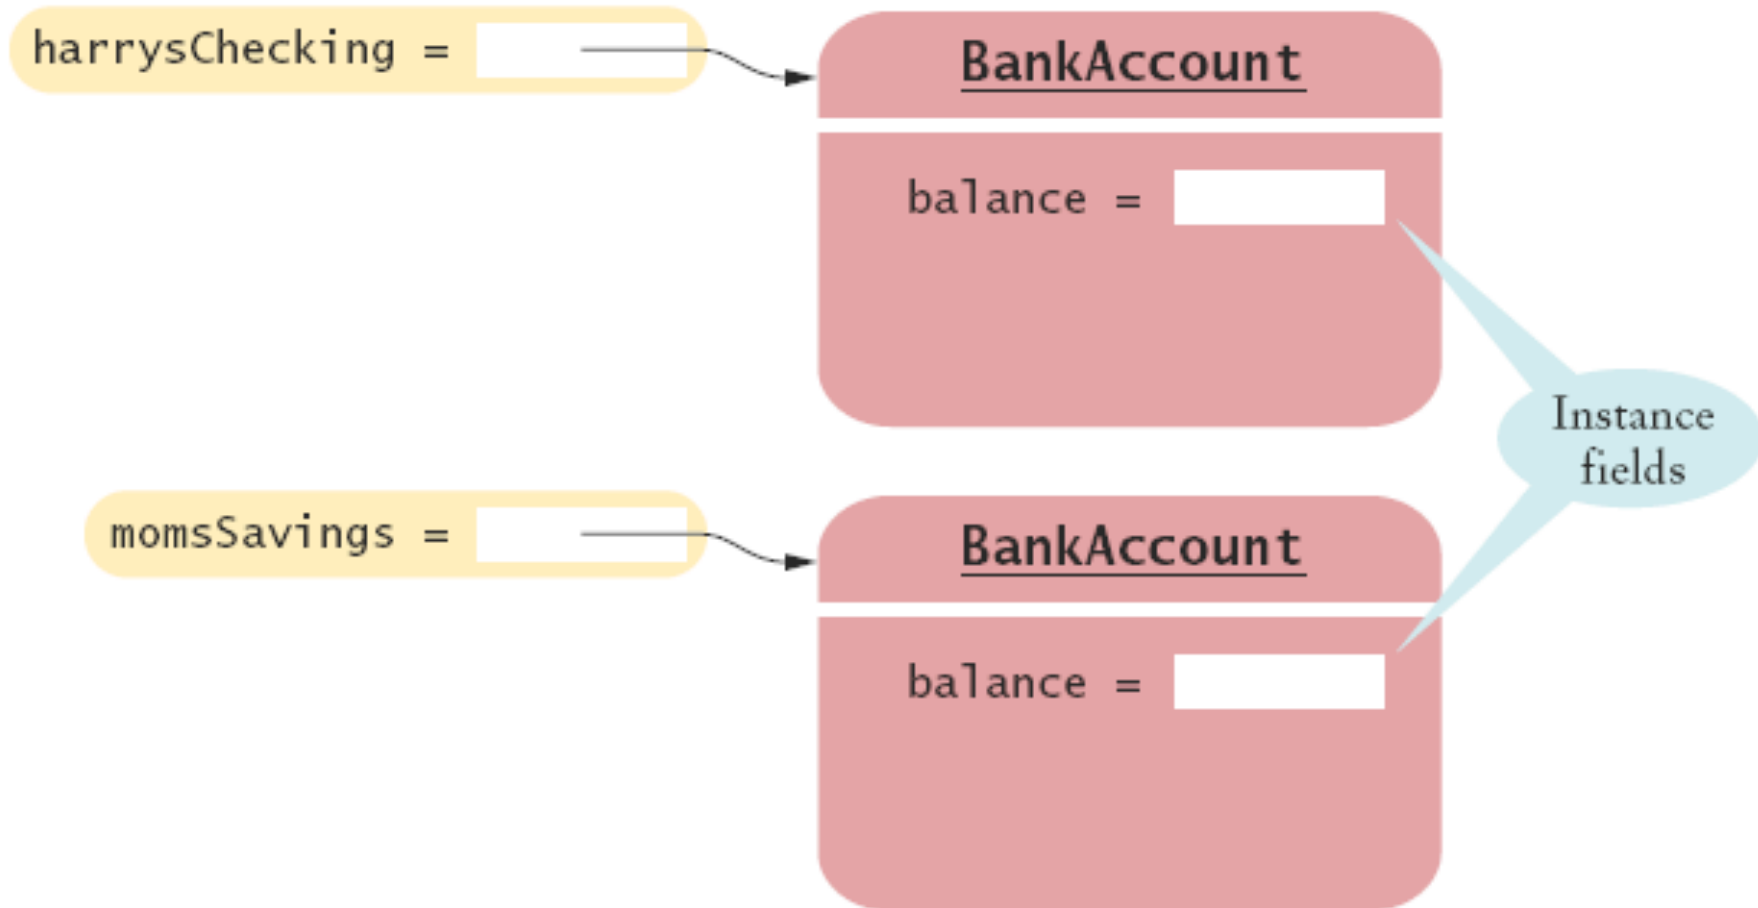 harrysChecking =
BankAccount
balance =
Instance
fields
momsSavings =
BankAccount
balance =